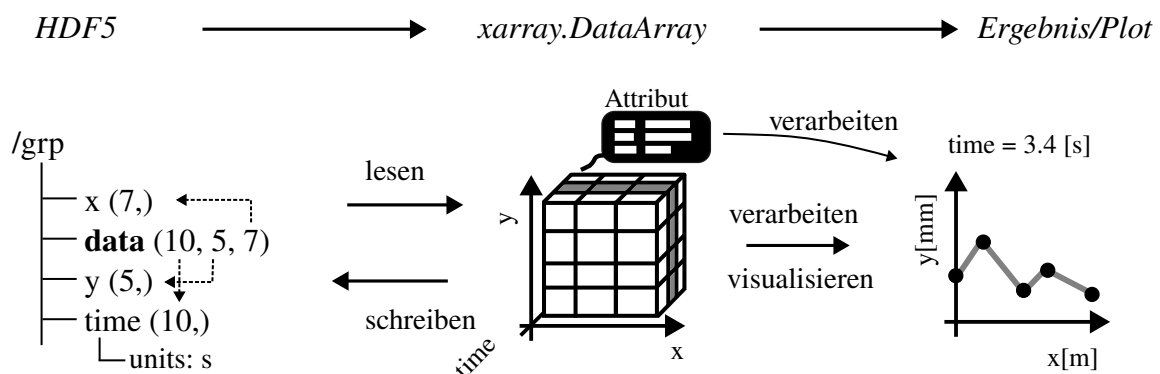 HDF5
xarray.DataArray
Ergebnis/Plot
/grp
x (7,)
data (10, 5, 7)
y (5,)
time (10,)
units: s
lesen
schreiben
Attribut
y
x
time
verarbeiten
verarbeiten
visualisieren
time = 3.4 [s]
y[mm]
x[m]